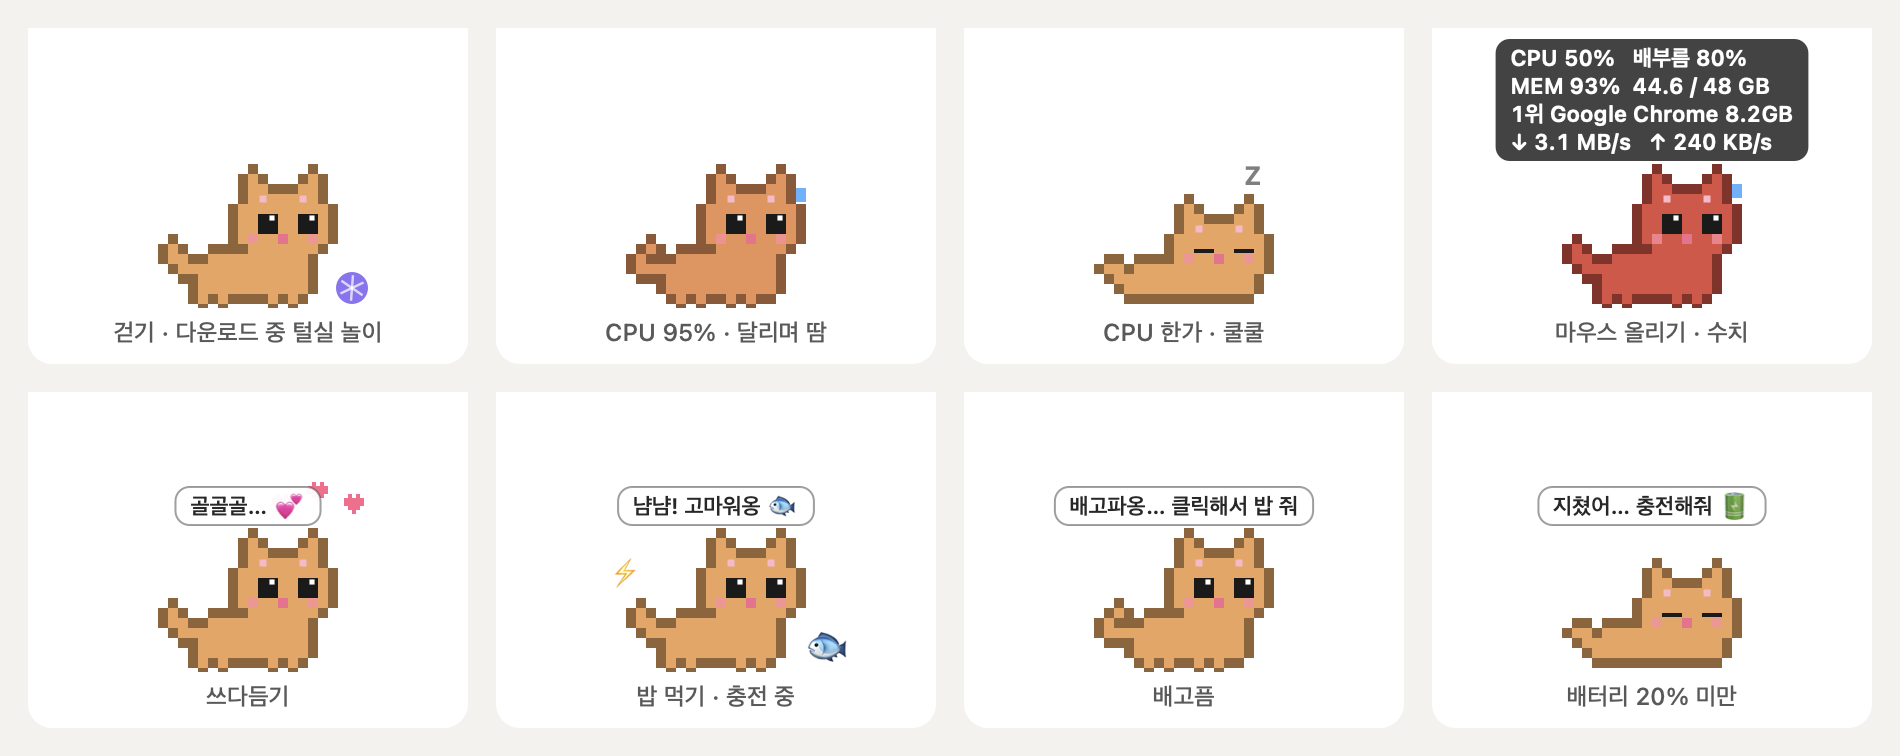 걷기 · 다운로드 중 털실 놀이
CPU 95% · 달리며 땀
Z
CPU 한가 · 쿨쿨
CPU 50% 배부름 80%
MEM 93% 44.6 / 48 GB
1위 Google Chrome 8.2GB
↓ 3.1 MB/s ↑ 240 KB/s
마우스 올리기 · 수치
골골골... 💕
쓰다듬기
냠냠! 고마워옹 🐟
밥 먹기 · 충전 중
배고파옹... 클릭해서 밥 줘
배고픔
지쳤어... 충전해줘 🔋
배터리 20% 미만